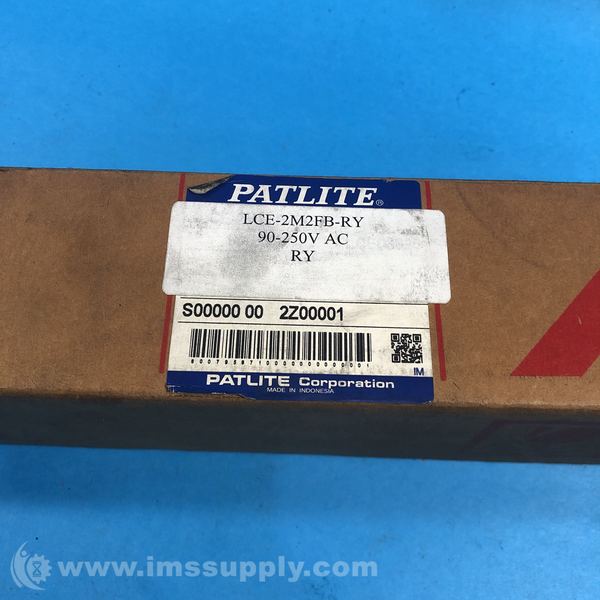 PATLITE®
LCE-2M2FB-RY
90-250V AC
RY
S00000 00 2Z00001
IM
PATLITE Corporation
MADE IN INDONESIA
www.imssupply.com